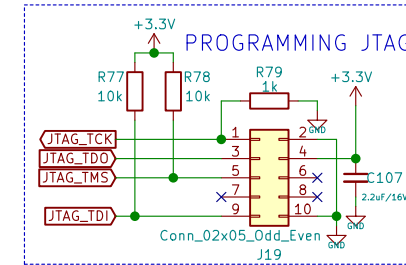 PROGRAMMING JTAG
+3.3V
R77
10k
R78
10k
R79
1k
+3.3V
GND
JTAG_TCK
JTAG_TDO
JTAG_TMS
JTAG_TDI
1 2
3 4
5 6
7 8
9 10
C107
2.2uF/16V
GND
GND
Conn_02x05_Odd_Even
J19